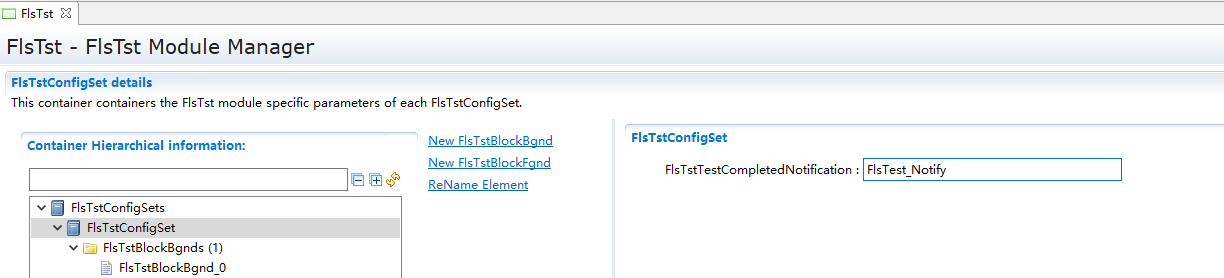 FlsTst
FlsTst - FlsTst Module Manager
FlsTstConfigSet details
This container containers the FlsTst module specific parameters of each FlsTstConfigSet.
Container Hierarchical information:
New FlsTstBlockBgnd
New FlsTstBlockFgnd
ReName Element
FlsTstConfigSets
FlsTstConfigSet
FlsTstBlockBgnds (1)
FlsTstBlockBgnd_0
FlsTstConfigSet
FlsTstTestCompletedNotification : FlsTest_Notify